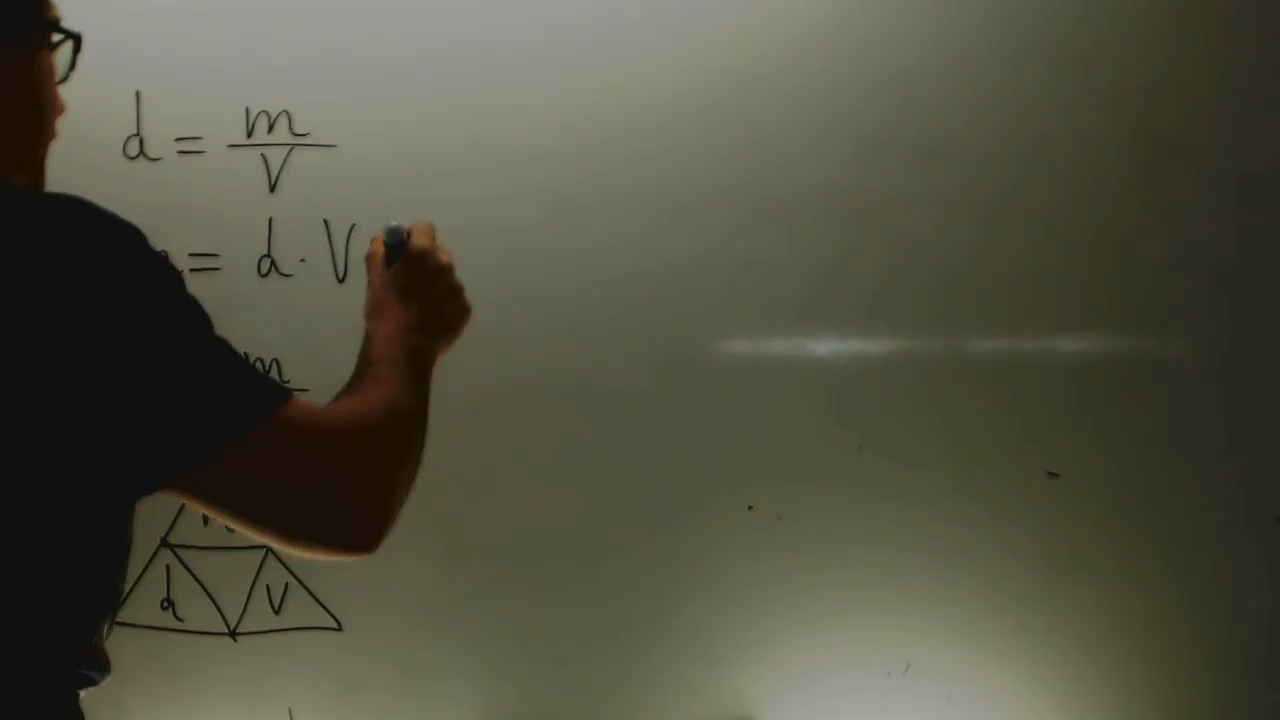 d = m/V
= d · V
m
d V